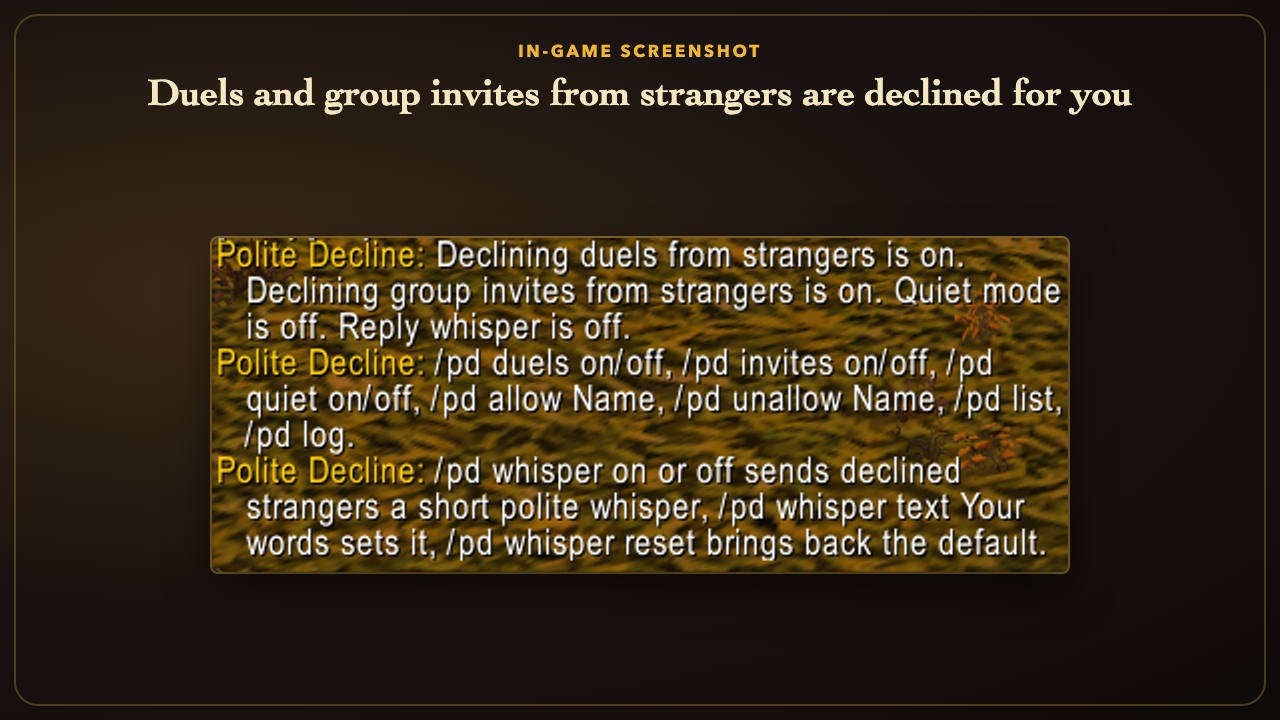 IN-GAME SCREENSHOT
Duels and group invites from strangers are declined for you
Polite Decline: Declining duels from strangers is on.
Declining group invites from strangers is on. Quiet mode
is off. Reply whisper is off.
Polite Decline: /pd duels on/off, /pd invites on/off, /pd
quiet on/off, /pd allow Name, /pd unallow Name, /pd list,
/pd log.
Polite Decline: /pd whisper on or off sends declined
strangers a short polite whisper, /pd whisper text Your
words sets it, /pd whisper reset brings back the default.